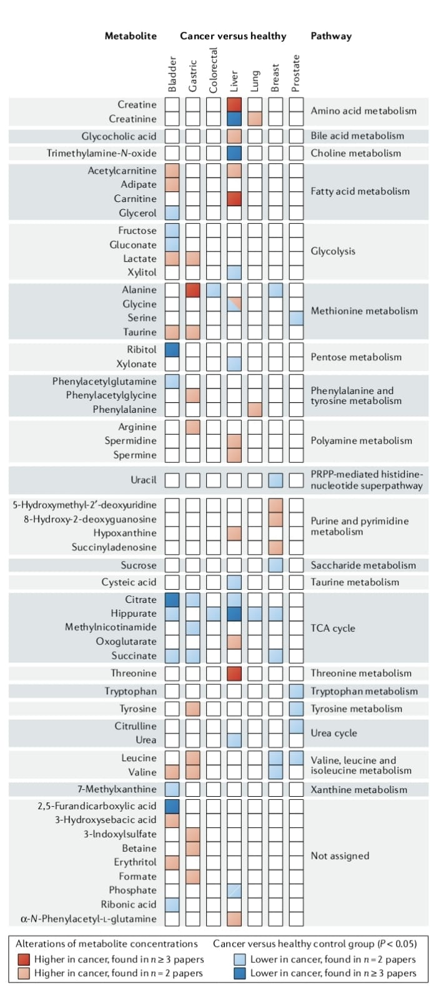 Metabolite Cancer versus healthy Pathway
Bladder Gastric Colorectal Liver Lung Breast Prostate
Creatine
Creatinine
Amino acid metabolism
Glycocholic acid Bile acid metabolism
Trimethylamine-N-oxide Choline metabolism
Acetylcarnitine
Adipate
Carnitine
Glycerol
Fatty acid metabolism
Fructose
Gluconate
Lactate
Xylitol
Glycolysis
Alanine
Glycine
Serine
Taurine
Methionine metabolism
Ribitol
Xylonate
Pentose metabolism
Phenylacetylglutamine
Phenylacetylglycine
Phenylalanine
Phenylalanine and
tyrosine metabolism
Arginine
Spermidine
Spermine
Polyamine metabolism
Uracil
PRPP-mediated histidine-
nucleotide superpathway
5-Hydroxymethyl-2′-deoxyuridine
8-Hydroxy-2-deoxyguanosine
Hypoxanthine
Succinyladenosine
Purine and pyrimidine
metabolism
Sucrose Saccharide metabolism
Cysteic acid Taurine metabolism
Citrate
Hippurate
Methylnicotinamide
Oxoglutarate
Succinate
TCA cycle
Threonine Threonine metabolism
Tryptophan Tryptophan metabolism
Tyrosine Tyrosine metabolism
Citrulline
Urea
Urea cycle
Leucine
Valine
Valine, leucine and
isoleucine metabolism
7-Methylxanthine Xanthine metabolism
2,5-Furandicarboxylic acid
3-Hydroxysebacic acid
3-Indoxylsulfate
Betaine
Erythritol
Formate
Phosphate
Ribonic acid
α-N-Phenylacetyl-L-glutamine
Not assigned
Alterations of metabolite concentrations Cancer versus healthy control group (P < 0.05)
Higher in cancer, found in n ≥ 3 papers Lower in cancer, found in n = 2 papers
Higher in cancer, found in n = 2 papers Lower in cancer, found in n ≥ 3 papers